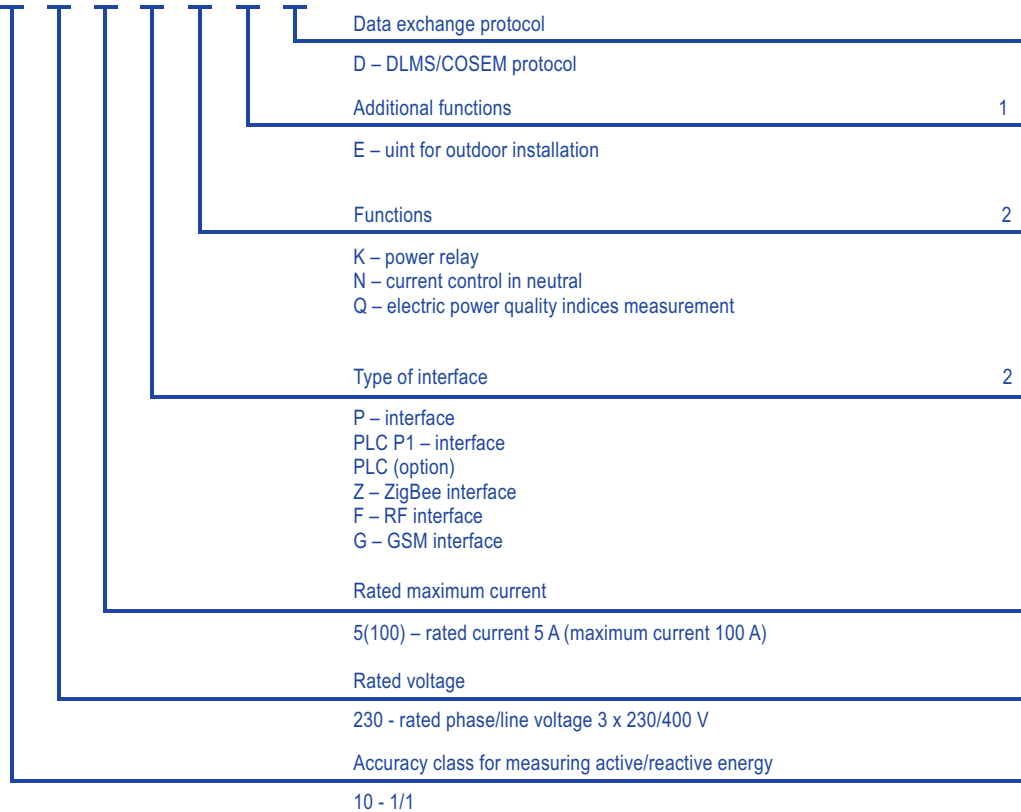 Data exchange protocol
D – DLMS/COSEM protocol
Additional functions 1
E – uint for outdoor installation
Functions 2
K – power relay
N – current control in neutral
Q – electric power quality indices measurement
Type of interface 2
P – interface
PLC P1 – interface
PLC (option)
Z – ZigBee interface
F – RF interface
G – GSM interface
Rated maximum current
5(100) – rated current 5 A (maximum current 100 A)
Rated voltage
230 - rated phase/line voltage 3 x 230/400 V
Accuracy class for measuring active/reactive energy
10 - 1/1